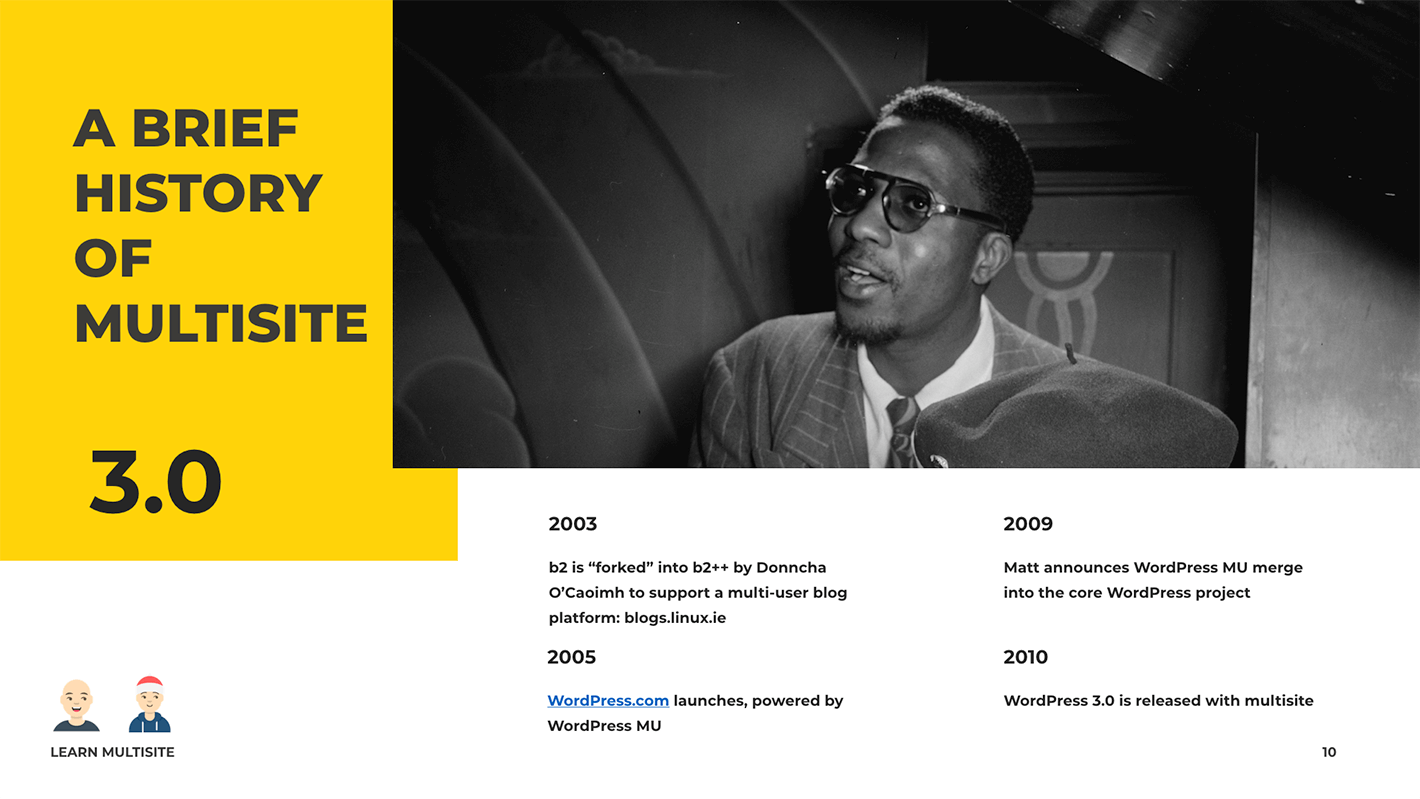 A BRIEF
HISTORY
OF
MULTISITE
3.0
2003
b2 is “forked” into b2++ by Donncha
O’Caoimh to support a multi-user blog
platform: blogs.linux.ie
2005
WordPress.com launches, powered by
WordPress MU
2009
Matt announces WordPress MU merge
into the core WordPress project
2010
WordPress 3.0 is released with multisite
LEARN MULTISITE
10